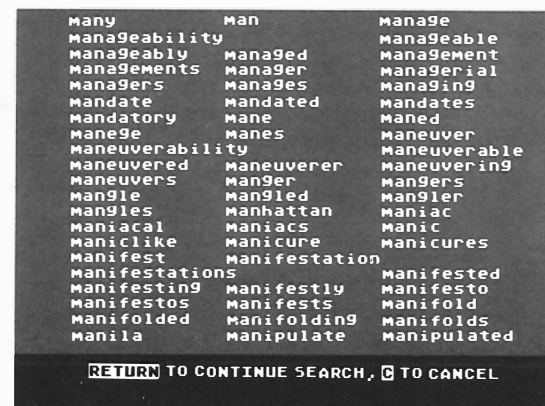 many man manage
manageability manageable
manageably managed management
managements manager managerial
managers manages managing
mandate mandated mandates
mandatory mane maned
manege manes maneuver
maneuverability maneuverable
maneuvered maneuverer maneuvering
maneuvers manger mangers
mangle mangled mangler
mangles manhattan maniac
maniacal maniacs manic
maniclike manicure manicures
manifest manifestation
manifestations manifested
manifesting manifestly manifesto
manifestos manifests manifold
manifolded manifolding manifolds
manila manipulate manipulated
RETURN TO CONTINUE SEARCH, C TO CANCEL